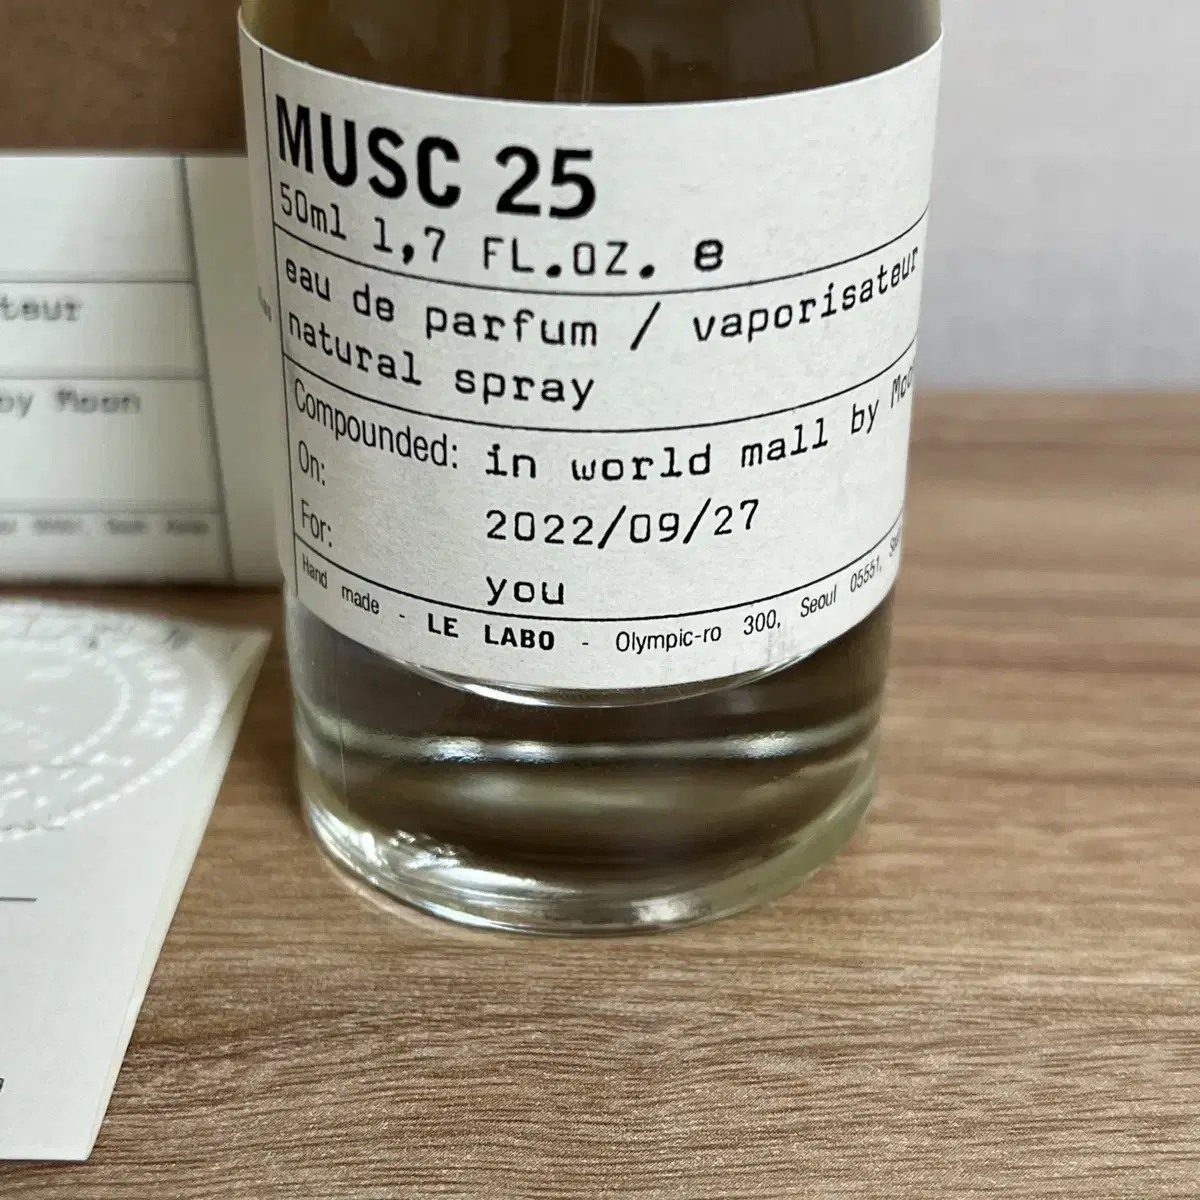 MUSC 25
50ml 1,7 FL.OZ. e
eau de parfum / vaporisateur
natural spray
Compounded: in world mall by Moon
On: 2022/09/27
For: you
Hand made - LE LABO - Olympic-ro 300, Seoul 05551,
teur
by Moon